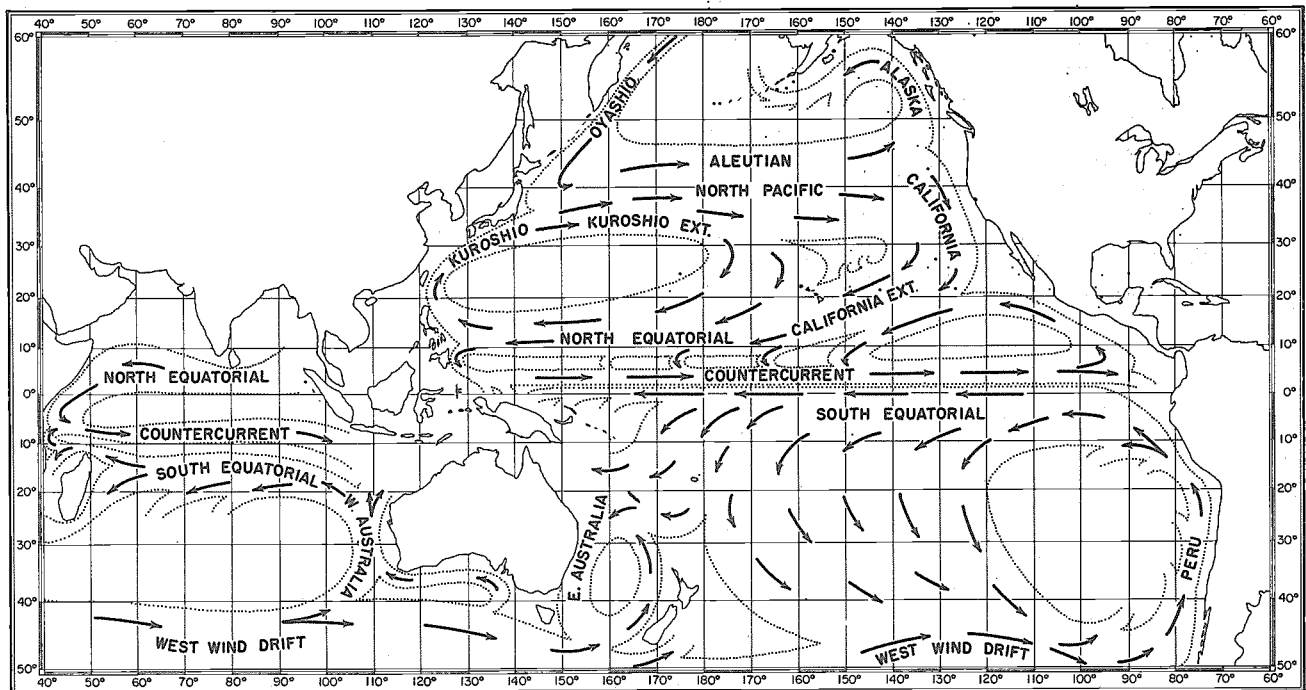 40° 50° 60° 70° 80° 90° 100° 110° 120° 130° 140° 150° 160° 170° 180° 170° 160° 150° 140° 130° 120° 110° 100° 90° 80° 70° 60°
60° 60°
ALASKA
OYASHIO
50° 50°
ALEUTIAN
40° 40°
NORTH PACIFIC
CALIFORNIA
KUROSHIO
KUROSHIO EXT.
30° 30°
20° 20°
CALIFORNIA EXT.
NORTH EQUATORIAL
10° 10°
NORTH EQUATORIAL
COUNTERCURRENT
0° 0°
SOUTH EQUATORIAL
COUNTERCURRENT
10° 10°
SOUTH EQUATORIAL
20° 20°
W. AUSTRALIA
E. AUSTRALIA
30° 30°
PERU
40° 40°
WEST WIND DRIFT
WEST WIND DRIFT
50° 50°
40° 50° 60° 70° 80° 90° 100° 110° 120° 130° 140° 150° 160° 170° 180° 170° 160° 150° 140° 130° 120° 110° 100° 90° 80° 70° 60°